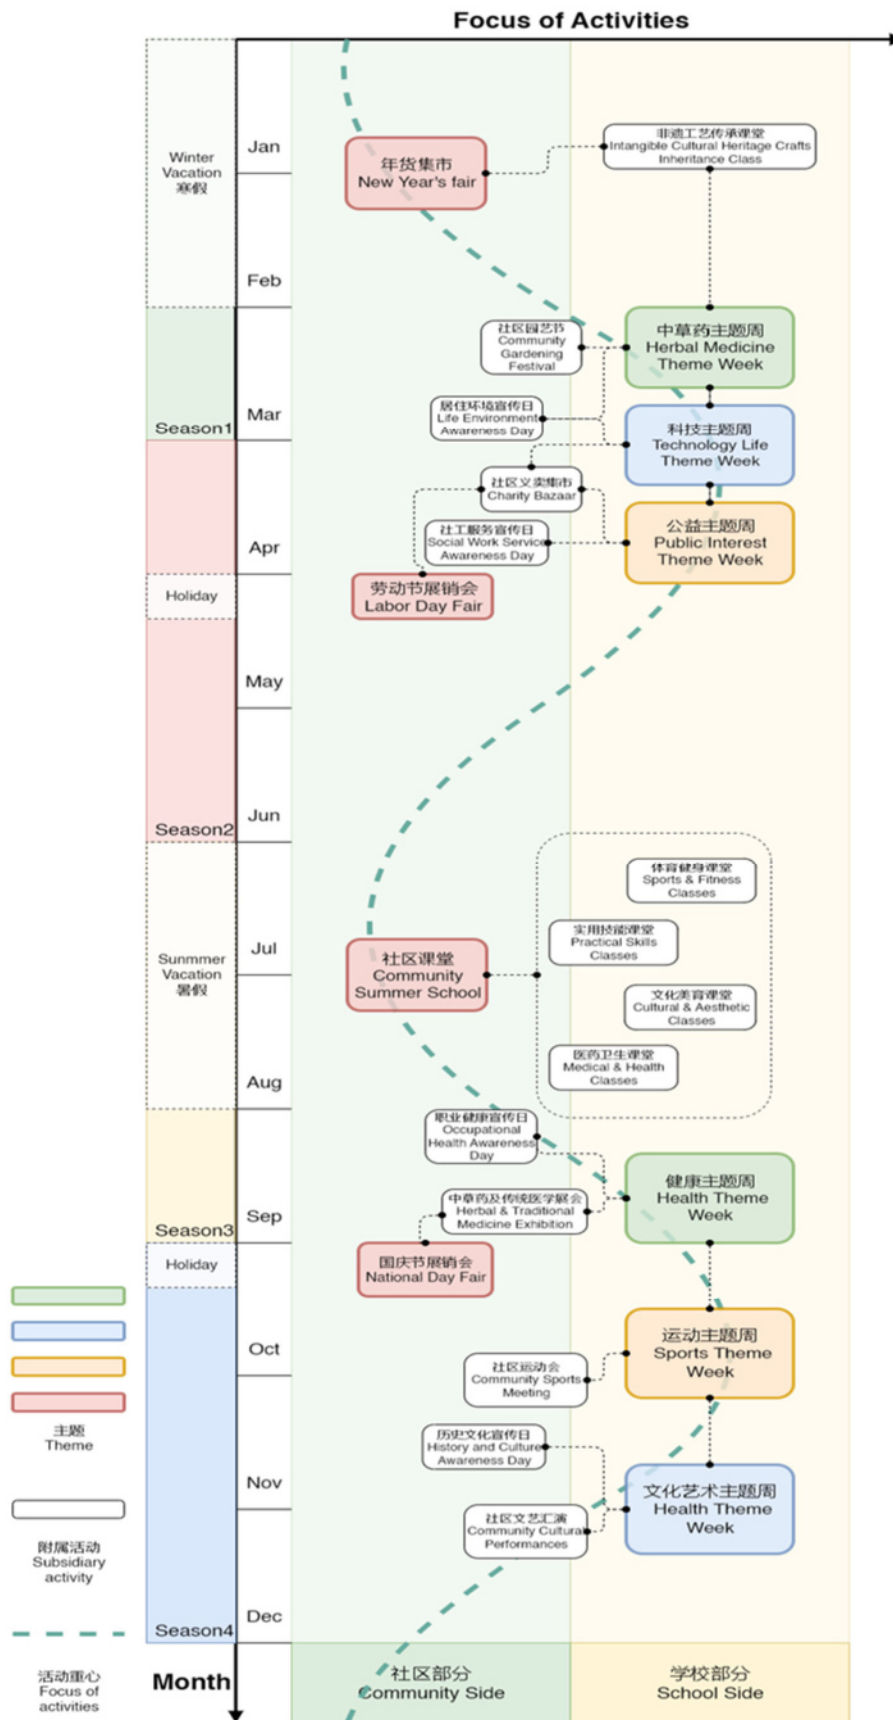 Focus of Activities
Winter
Vacation
寒假
Jan
年货集市
New Year's fair
非遗工艺传承课堂
Intangible Cultural Heritage Crafts
Inheritance Class
Feb
社区园艺节
Community
Gardening
Festival
中草药主题周
Herbal Medicine
Theme Week
Mar
Season1
居住环境宣传日
Life Environment
Awareness Day
科技主题周
Technology Life
Theme Week
社区义卖集市
Charity Bazaar
社工服务宣传日
Social Work Service
Awareness Day
公益主题周
Public Interest
Theme Week
Apr
Holiday
劳动节展销会
Labor Day Fair
May
Jun
Season2
体育健身课堂
Sports & Fitness
Classes
实用技能课堂
Practical Skills
Classes
Sunmmer
Vacation
暑假
Jul
社区课堂
Community
Summer School
文化美育课堂
Cultural & Aesthetic
Classes
医药卫生课堂
Medical & Health
Classes
Aug
职业健康宣传日
Occupational
Health Awareness
Day
健康主题周
Health Theme
Week
中草药及传统医学展会
Herbal & Traditional
Medicine Exhibition
Sep
Season3
Holiday
国庆节展销会
National Day Fair
运动主题周
Sports Theme
Week
Oct
社区运动会
Community Sports
Meeting
历史文化宣传日
History and Culture
Awareness Day
Nov
文化艺术主题周
Health Theme
Week
社区文艺汇演
Community Cultural
Performances
Dec
Season4
主题
Theme
附属活动
Subsidiary
activity
活动重心
Focus of
activities
Month
社区部分
Community Side
学校部分
School Side